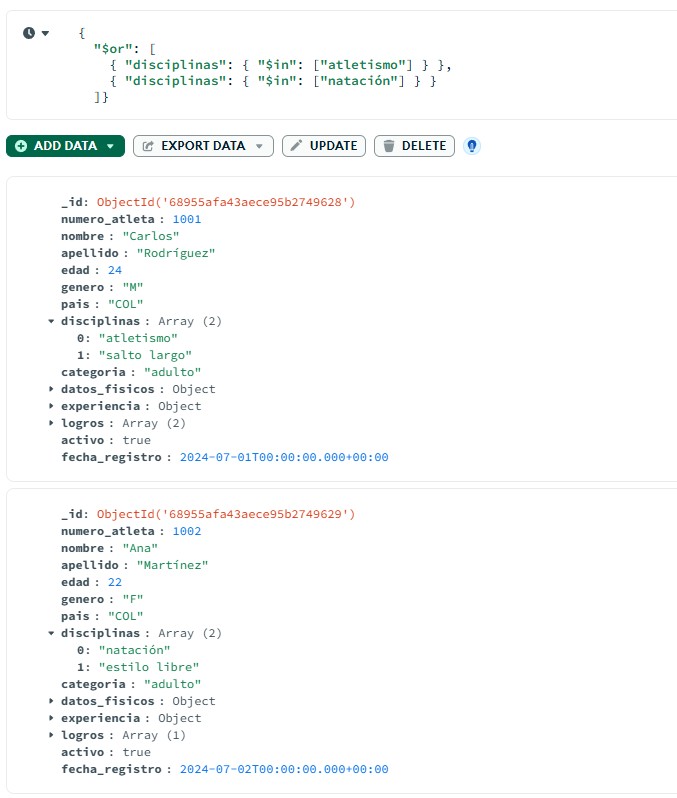 {
"$or": [
{ "disciplinas": { "$in": ["atletismo"] } },
{ "disciplinas": { "$in": ["natación"] } }
]}
ADD DATA EXPORT DATA UPDATE DELETE
_id: ObjectId('68955afa43aece95b2749628')
numero_atleta : 1001
nombre : "Carlos"
apellido : "Rodríguez"
edad : 24
genero : "M"
pais : "COL"
disciplinas : Array (2)
0: "atletismo"
1: "salto largo"
categoria : "adulto"
datos_fisicos : Object
experiencia : Object
logros : Array (2)
activo : true
fecha_registro : 2024-07-01T00:00:00.000+00:00
_id: ObjectId('68955afa43aece95b2749629')
numero_atleta : 1002
nombre : "Ana"
apellido : "Martínez"
edad : 22
genero : "F"
pais : "COL"
disciplinas : Array (2)
0: "natación"
1: "estilo libre"
categoria : "adulto"
datos_fisicos : Object
experiencia : Object
logros : Array (1)
activo : true
fecha_registro : 2024-07-02T00:00:00.000+00:00